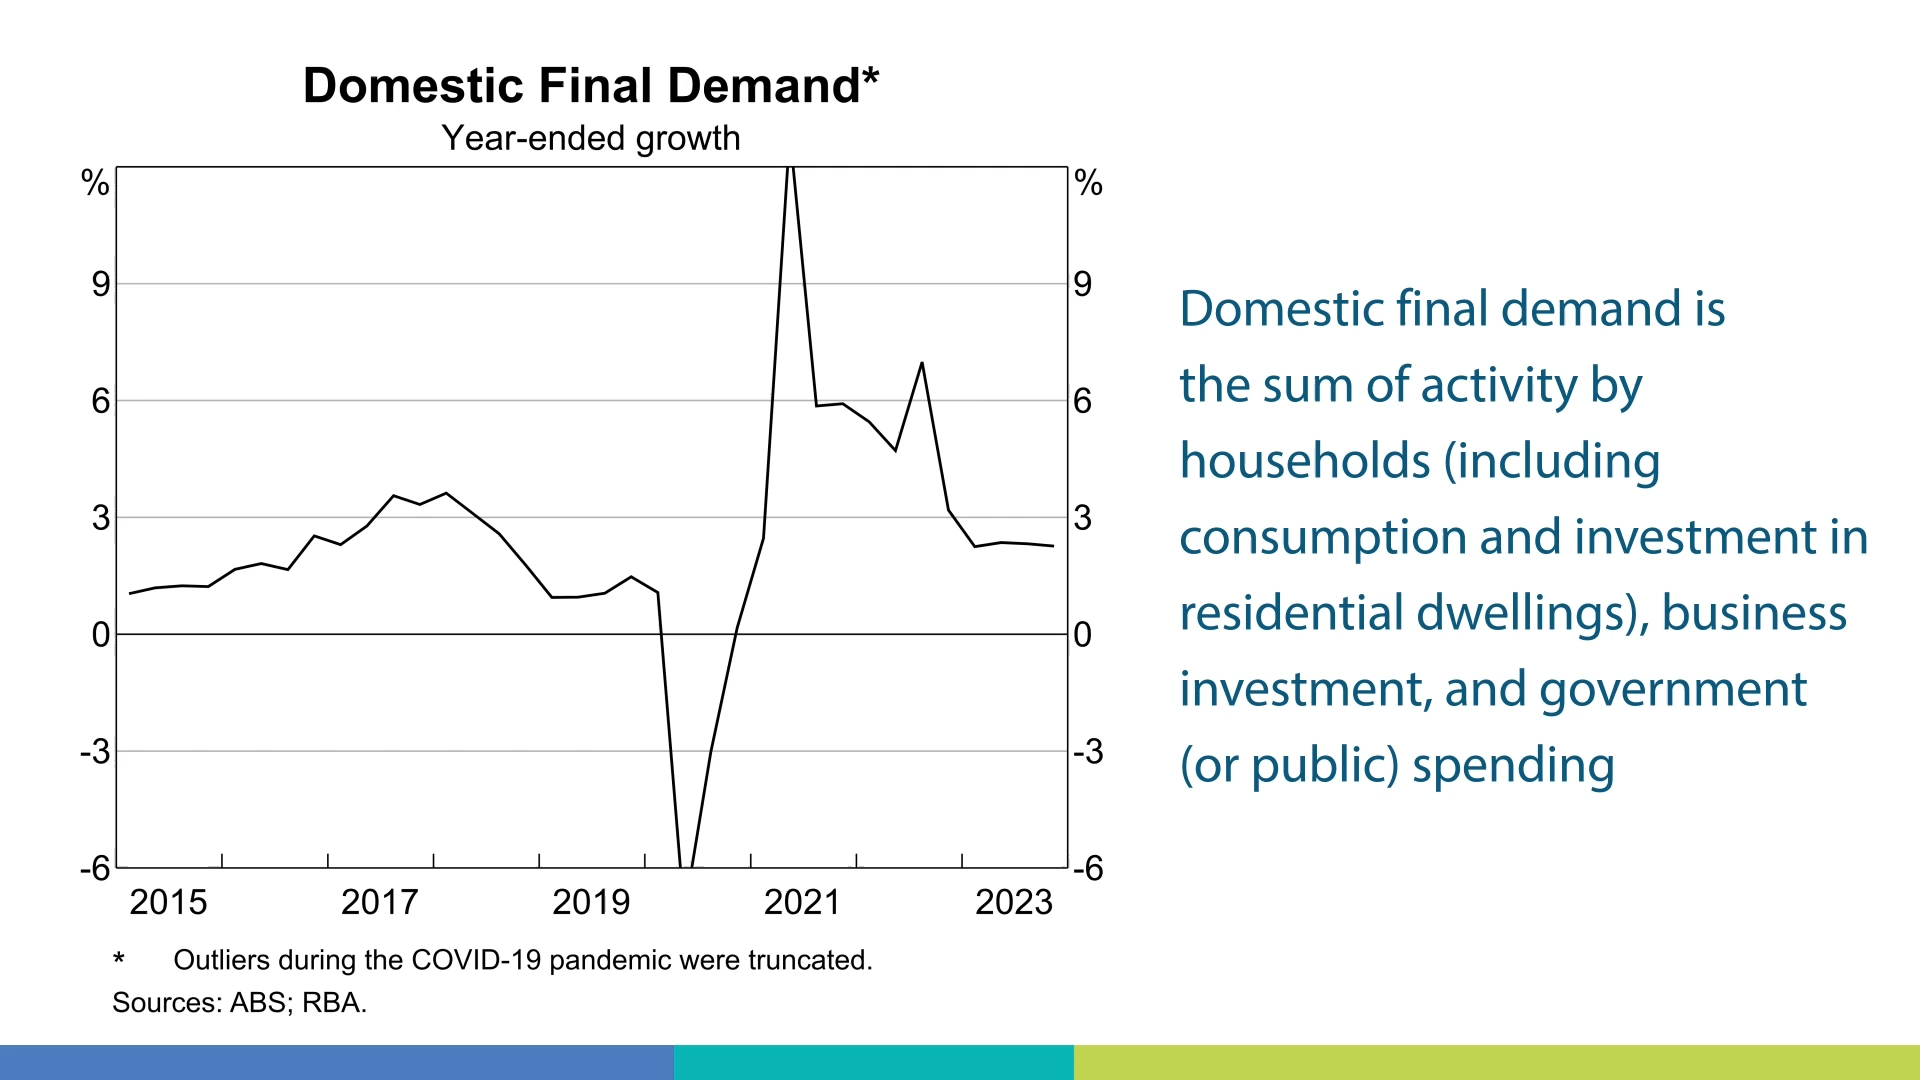 Domestic Final Demand*
Year-ended growth
% %
9 9
6 6
3 3
0 0
-3 -3
-6 -6
2015 2017 2019 2021 2023
* Outliers during the COVID-19 pandemic were truncated.
Sources: ABS; RBA.
Domestic final demand is
the sum of activity by
households (including
consumption and investment in
residential dwellings), business
investment, and government
(or public) spending